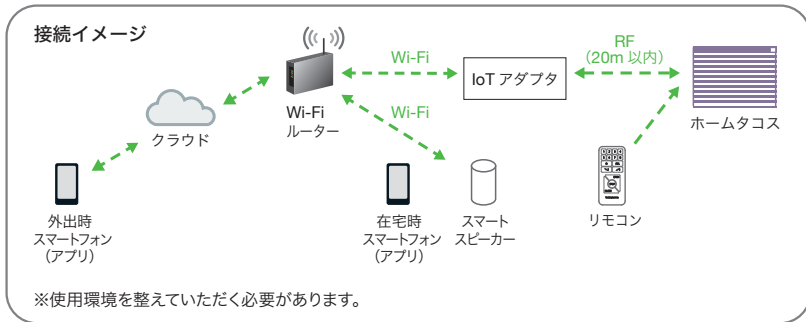 接続イメージ
Wi-Fi
RF
（20m 以内）
IoT アダプタ
Wi-Fi
ルーター
Wi-Fi
クラウド
ホームタコス
外出時
スマートフォン
（アプリ）
在宅時
スマートフォン
（アプリ）
スマート
スピーカー
リモコン
※使用環境を整えていただく必要があります。